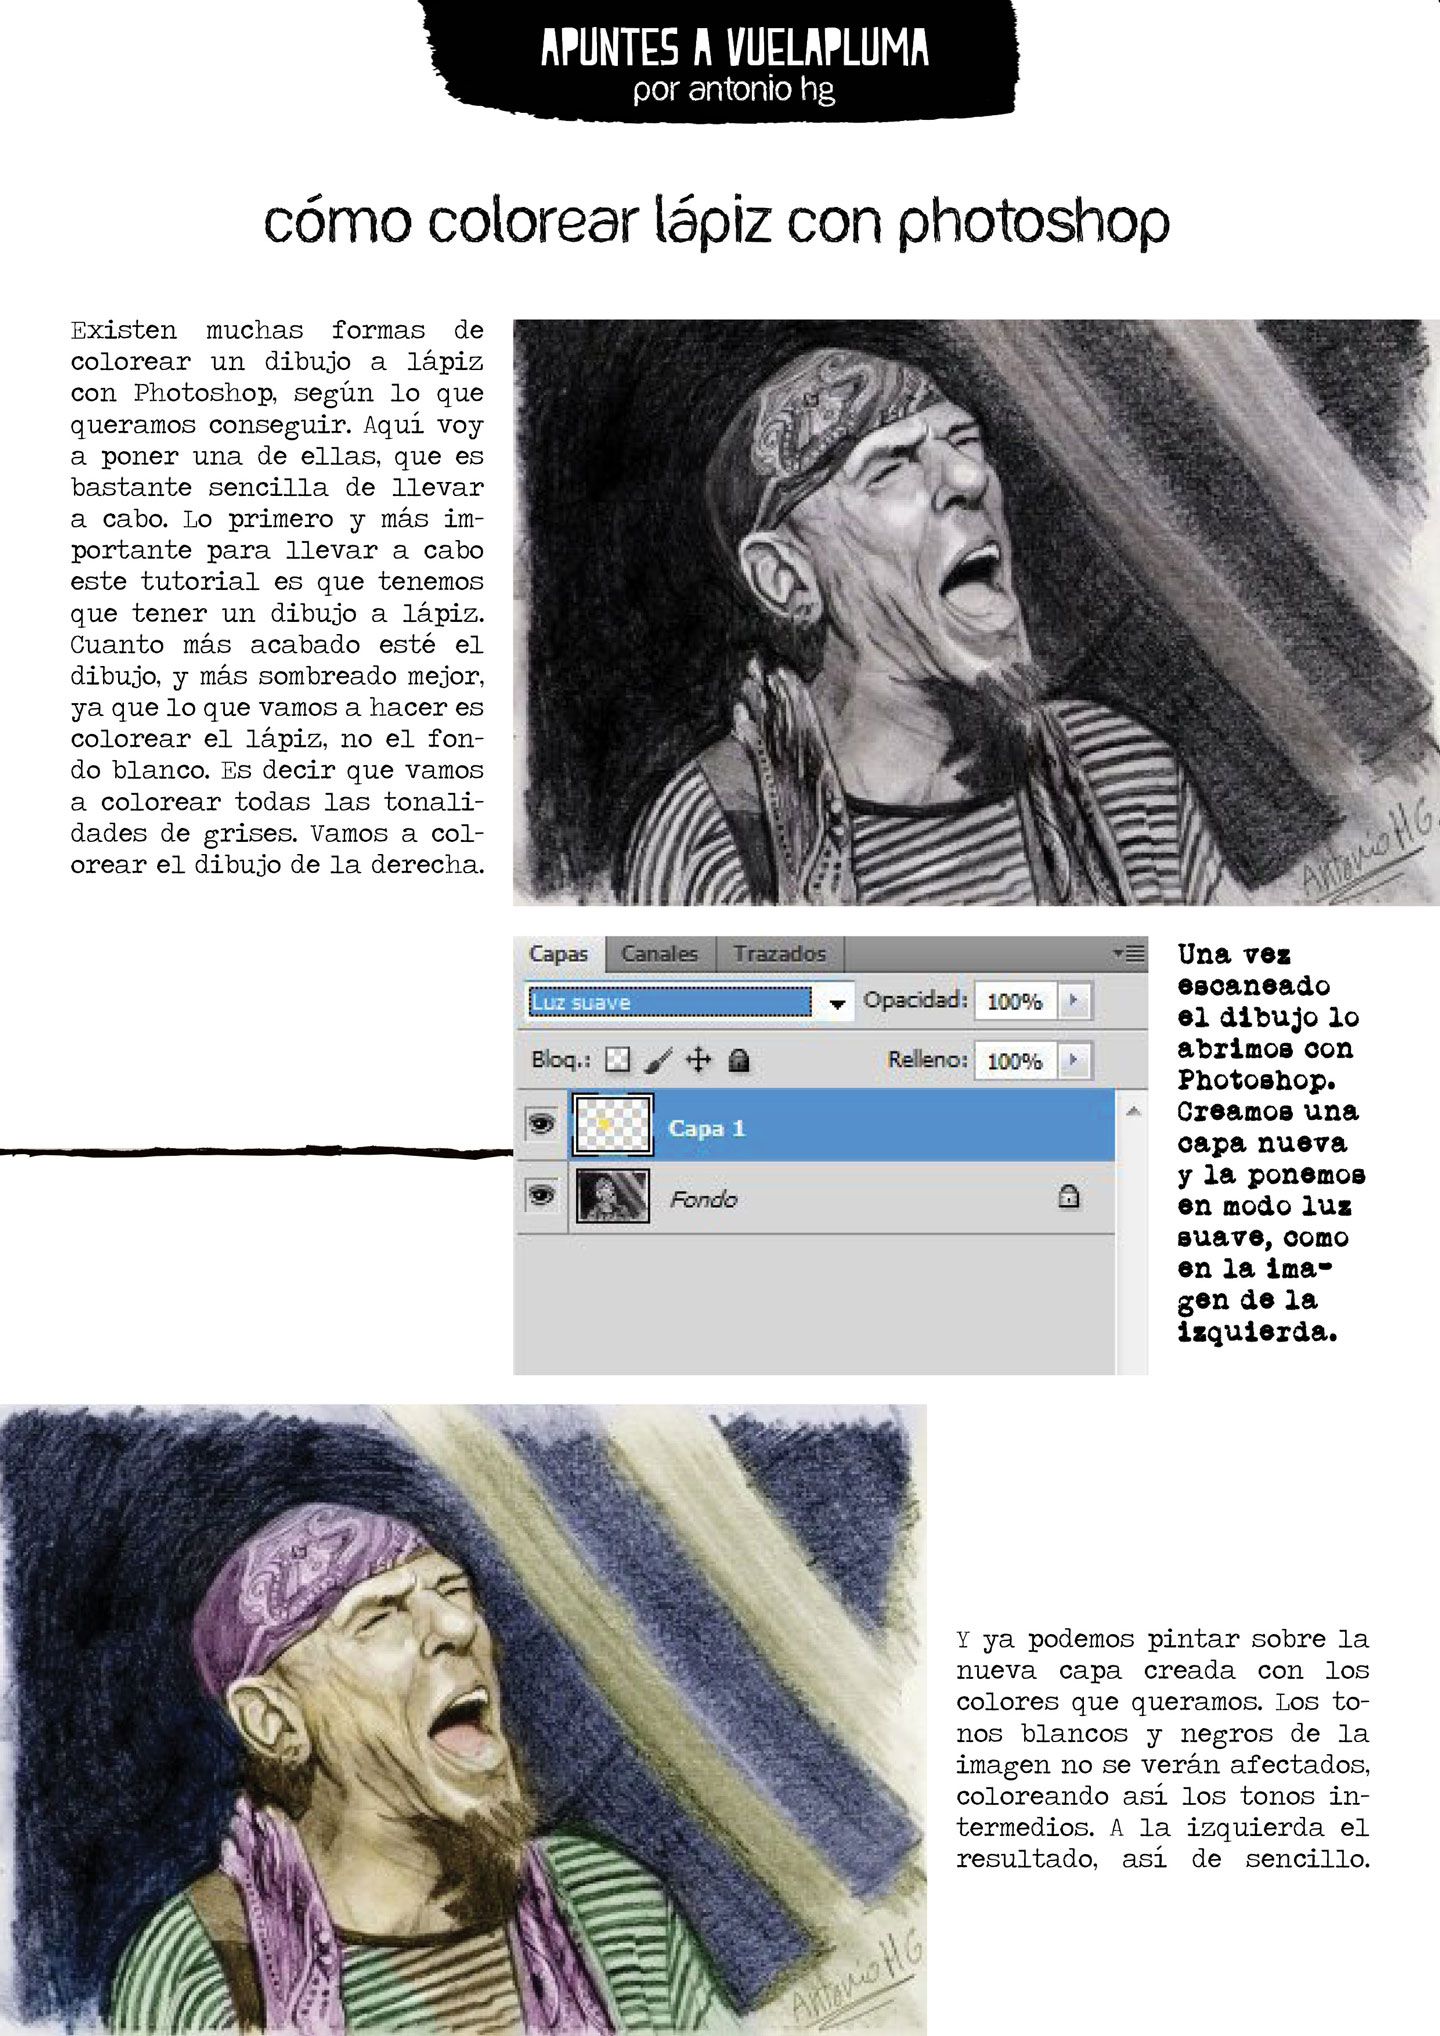 APUNTES A VUELAPLUMA
por antonio hg
cómo colorear lápiz con photoshop
Existen muchas formas de
colorear un dibujo a lápiz
con Photoshop, según lo que
queramos conseguir. Aquí voy
a poner una de ellas, que es
bastante sencilla de llevar
a cabo. Lo primero y más im-
portante para llevar a cabo
este tutorial es que tenemos
que tener un dibujo a lápiz.
Cuanto más acabado esté el
dibujo, y más sombreado mejor,
ya que lo que vamos a hacer es
colorear el lápiz, no el fon-
do blanco. Es decir que vamos
a colorear todas las tonali-
dades de grises. Vamos a col-
orear el dibujo de la derecha.
Antonio HG.
Capas Canales Trazados
Luz suave Opacidad: 100%
Bloq.: Relleno: 100%
Capa 1
Fondo
Una vez
escaneado
el dibujo lo
abrimos con
Photoshop.
Creamos una
capa nueva
y la ponemos
en modo luz
suave, como
en la ima-
gen de la
izquierda.
Y ya podemos pintar sobre la
nueva capa creada con los
colores que queramos. Los to-
nos blancos y negros de la
imagen no se verán afectados,
coloreando así los tonos in-
termedios. A la izquierda el
resultado, así de sencillo.
Antonio HG